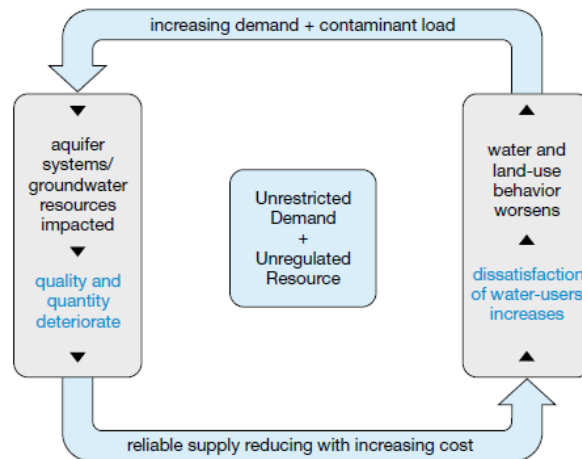 increasing demand + contaminant load
aquifer
systems/
groundwater
resources
impacted
quality and
quantity
deteriorate
Unrestricted
Demand
+
Unregulated
Resource
water and
land-use
behavior
worsens
dissatisfaction
of water-users
increases
reliable supply reducing with increasing cost